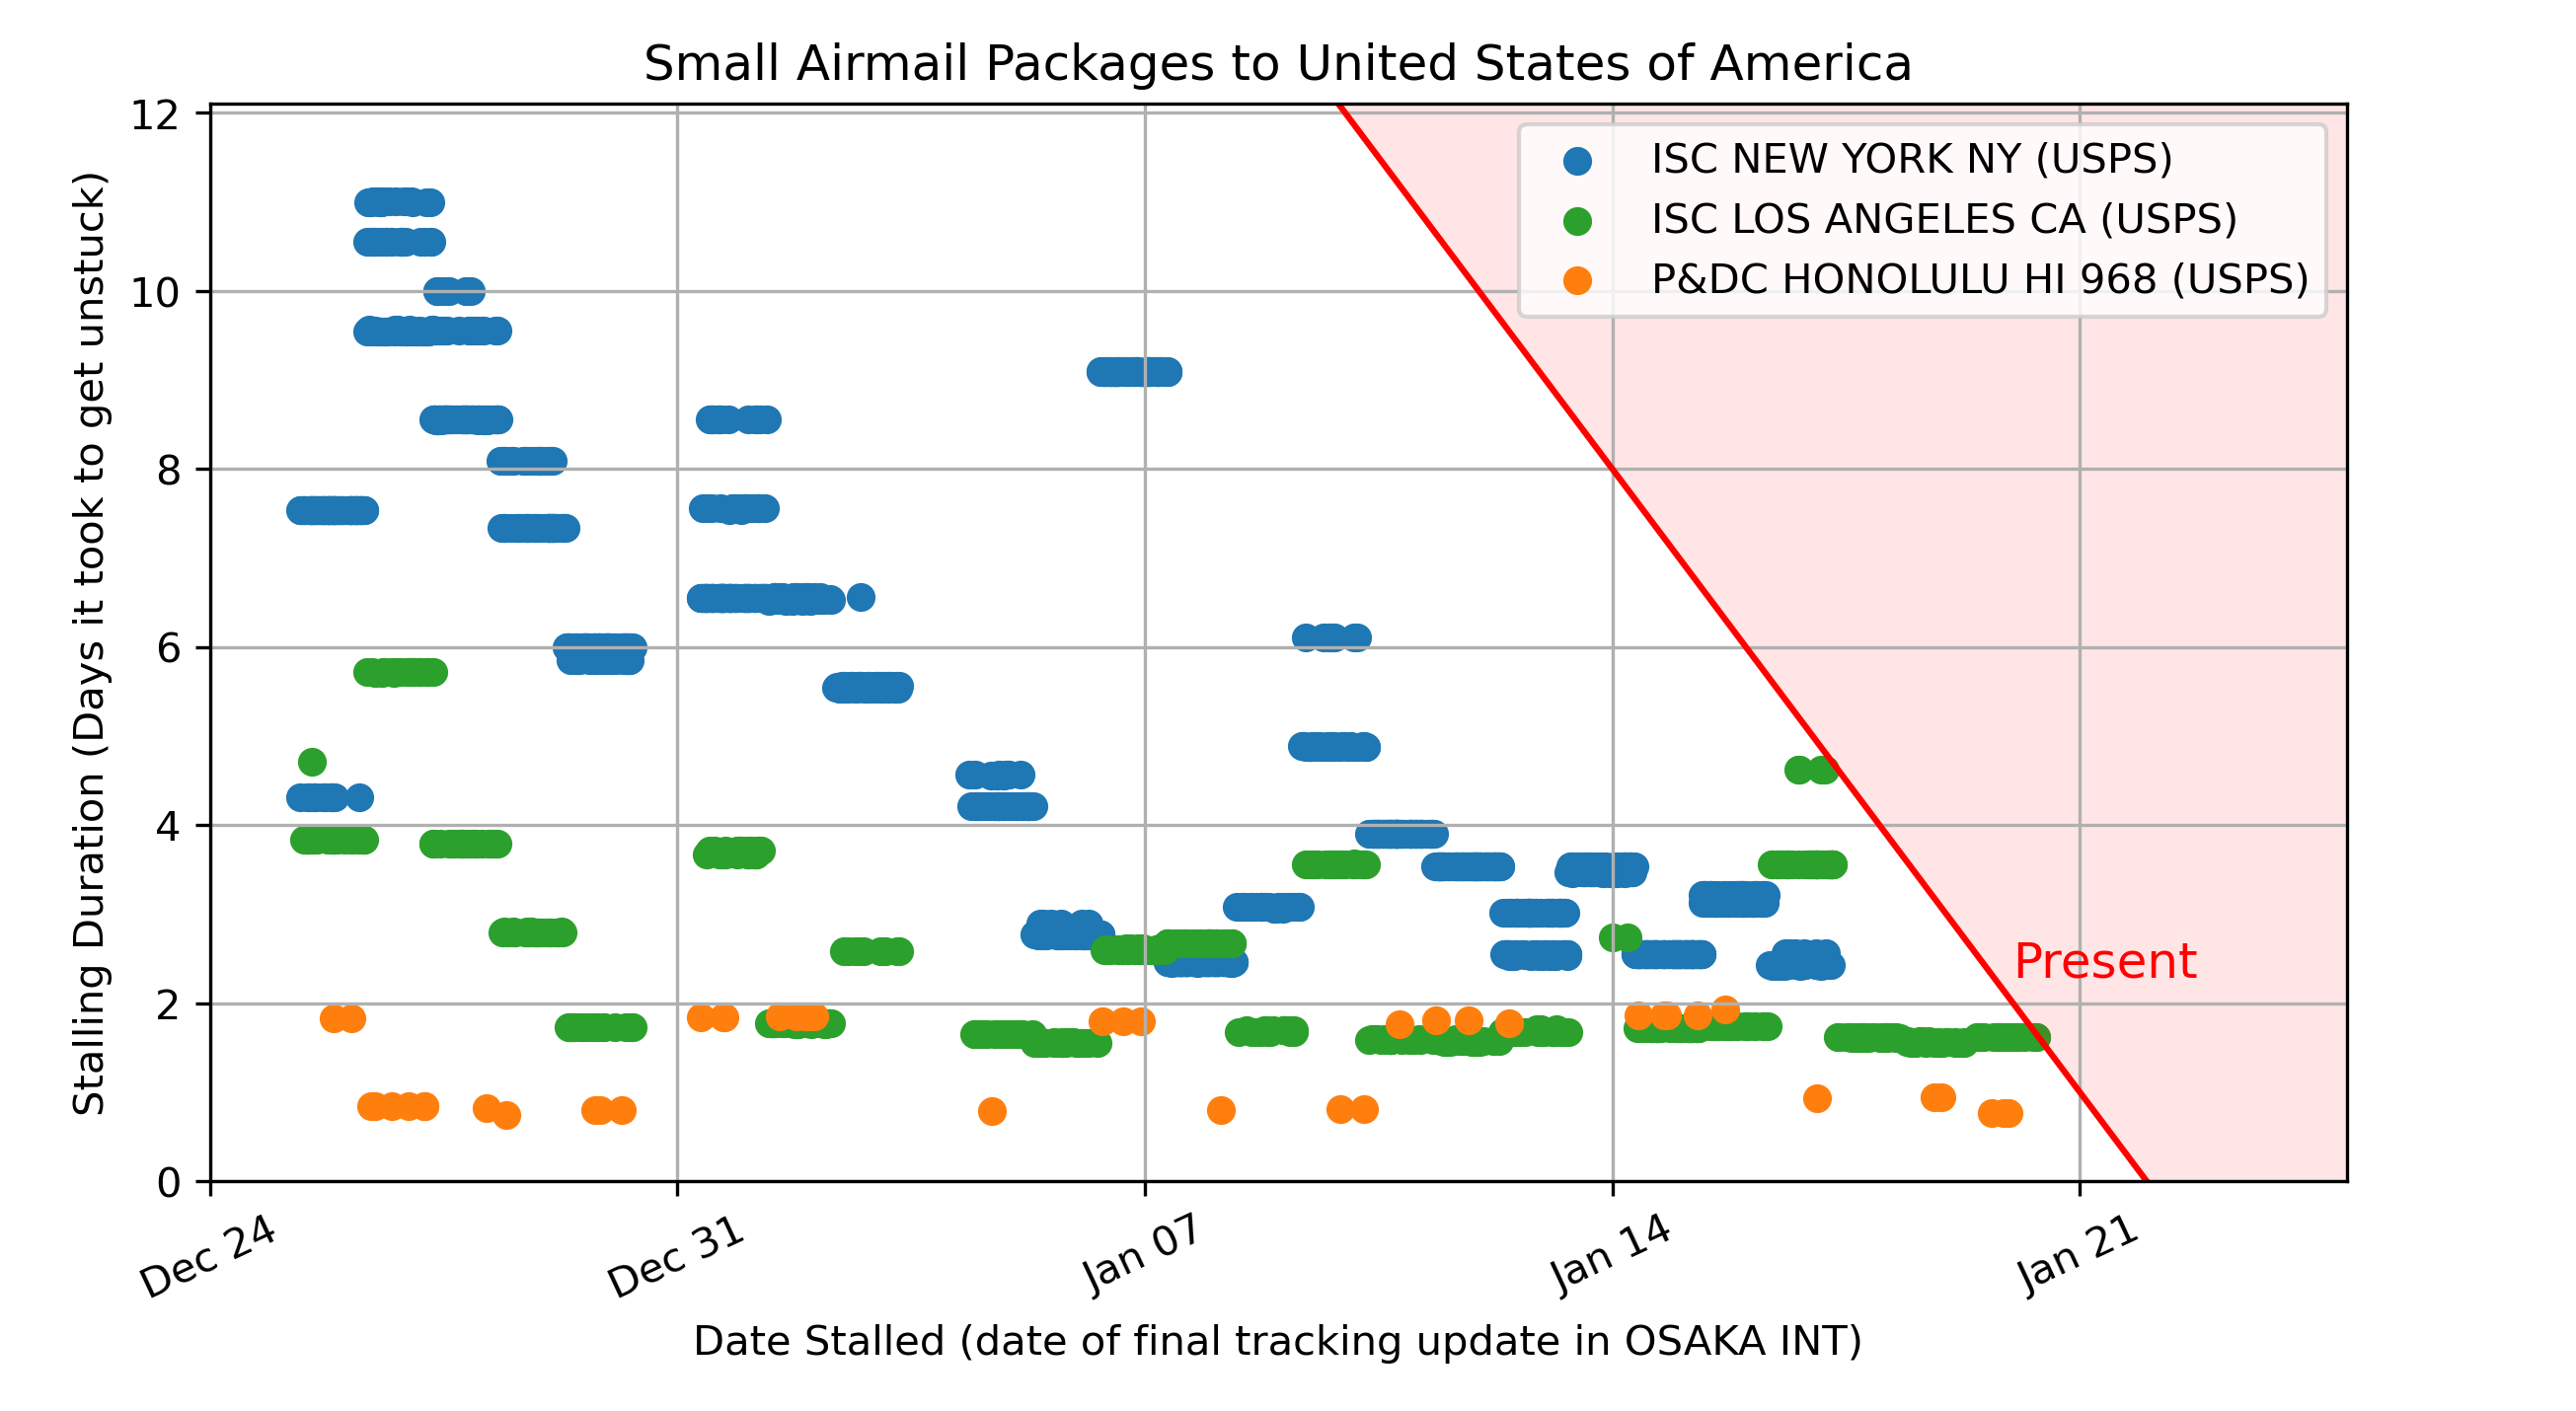 Small Airmail Packages to United States of America
Stalling Duration (Days it took to get unstuck)
12
10
8
6
4
2
0
ISC NEW YORK NY (USPS)
ISC LOS ANGELES CA (USPS)
P&DC HONOLULU HI 968 (USPS)
Present
Dec 24
Dec 31
Jan 07
Jan 14
Jan 21
Date Stalled (date of final tracking update in OSAKA INT)